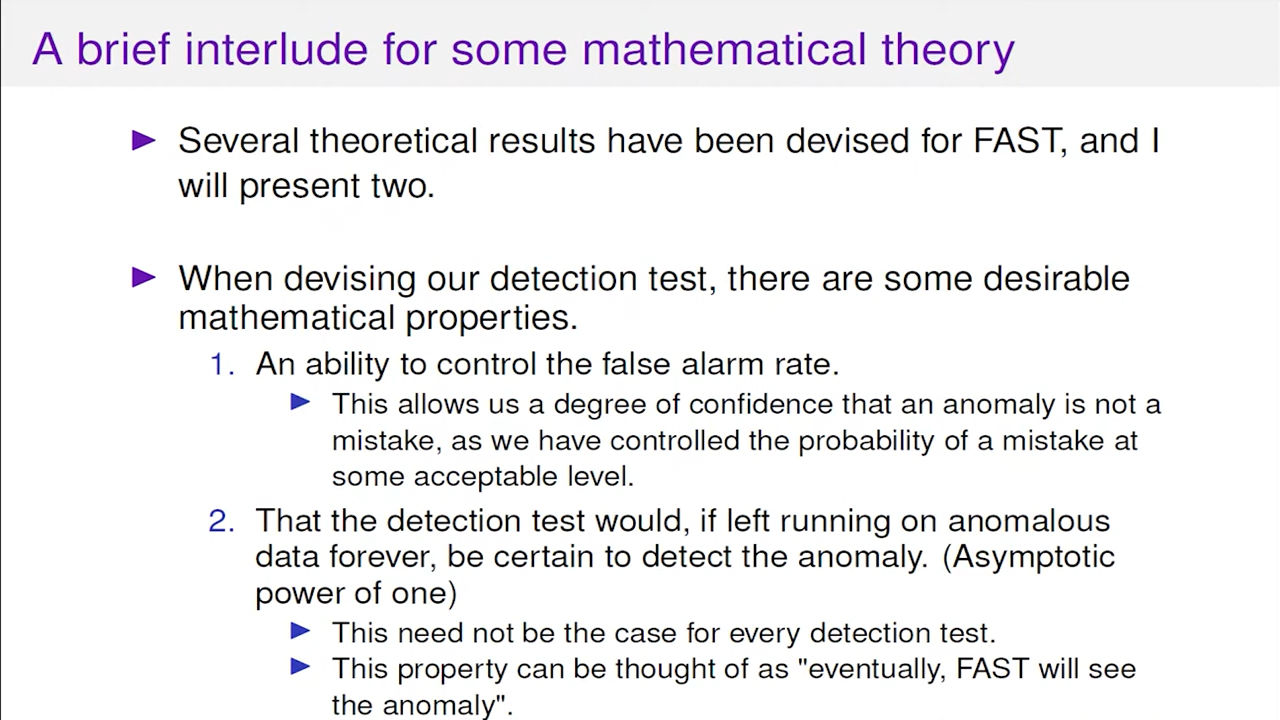 A brief interlude for some mathematical theory
Several theoretical results have been devised for FAST, and I
will present two.
When devising our detection test, there are some desirable
mathematical properties.
1. An ability to control the false alarm rate.
This allows us a degree of confidence that an anomaly is not a
mistake, as we have controlled the probability of a mistake at
some acceptable level.
2. That the detection test would, if left running on anomalous
data forever, be certain to detect the anomaly. (Asymptotic
power of one)
This need not be the case for every detection test.
This property can be thought of as "eventually, FAST will see
the anomaly".